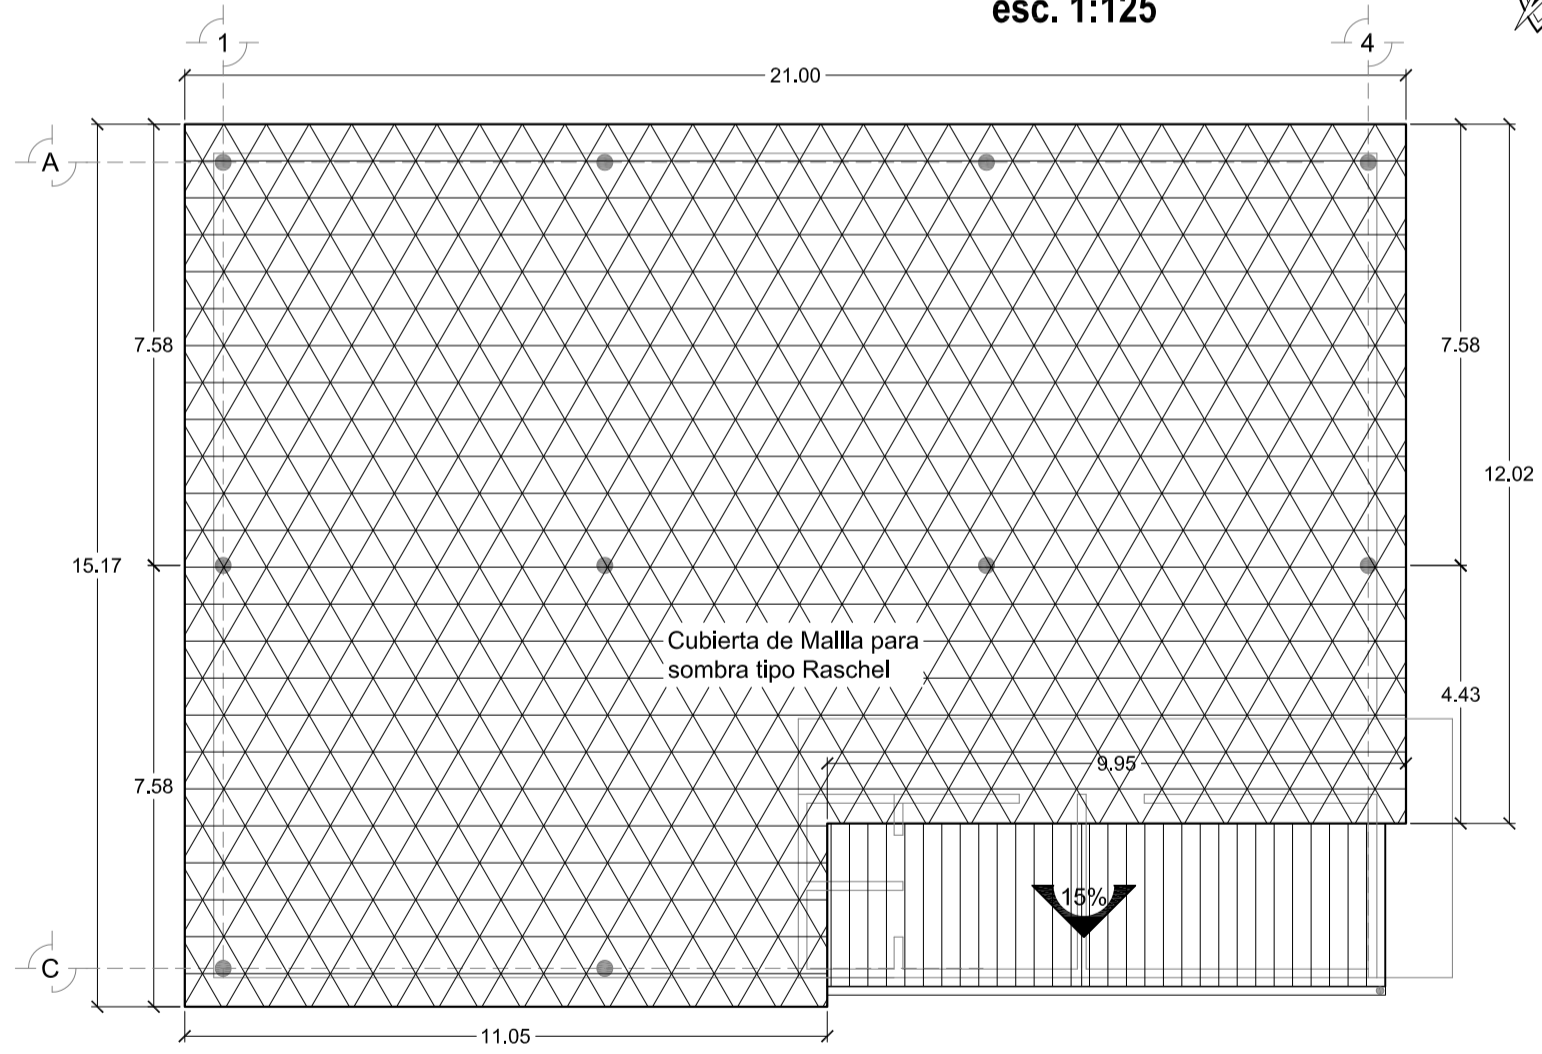 esc. 1:125
1
4
21.00
A
7.58
7.58
12.02
15.17
Cubierta de Mallla para
sombra tipo Raschel
4.43
9.95
7.58
15%
C
11.05